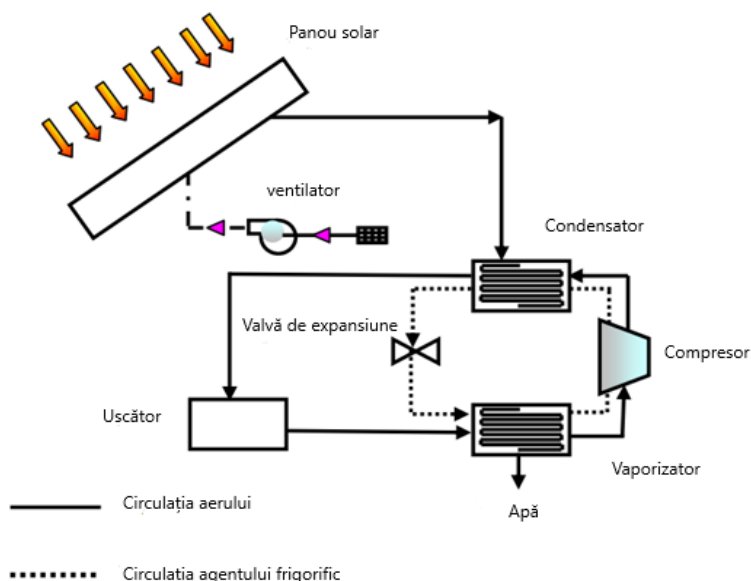 Panou solar
ventilator
Condensator
Valvă de expansiune
Compresor
Uscător
Vaporizator
Apă
Circulația aerului
Circulația agentului frigorific